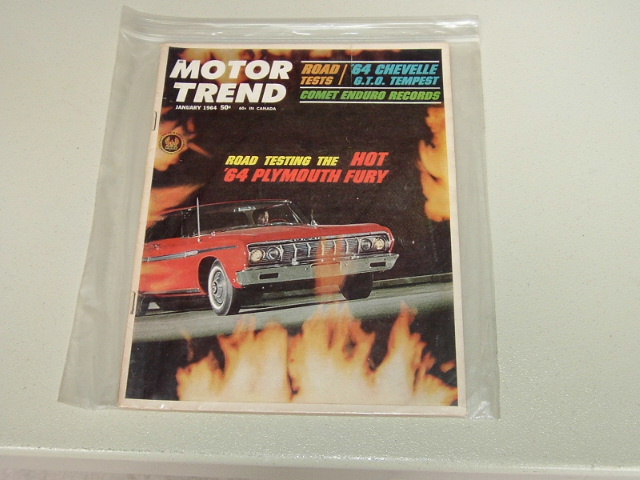 MOTOR
TREND
JANUARY 1964 50¢ 60¢ IN CANADA
ROAD TESTS / '64 CHEVELLE
G.T.O. TEMPEST
COMET ENDURO RECORDS
ROAD TESTING THE HOT
'64 PLYMOUTH FURY